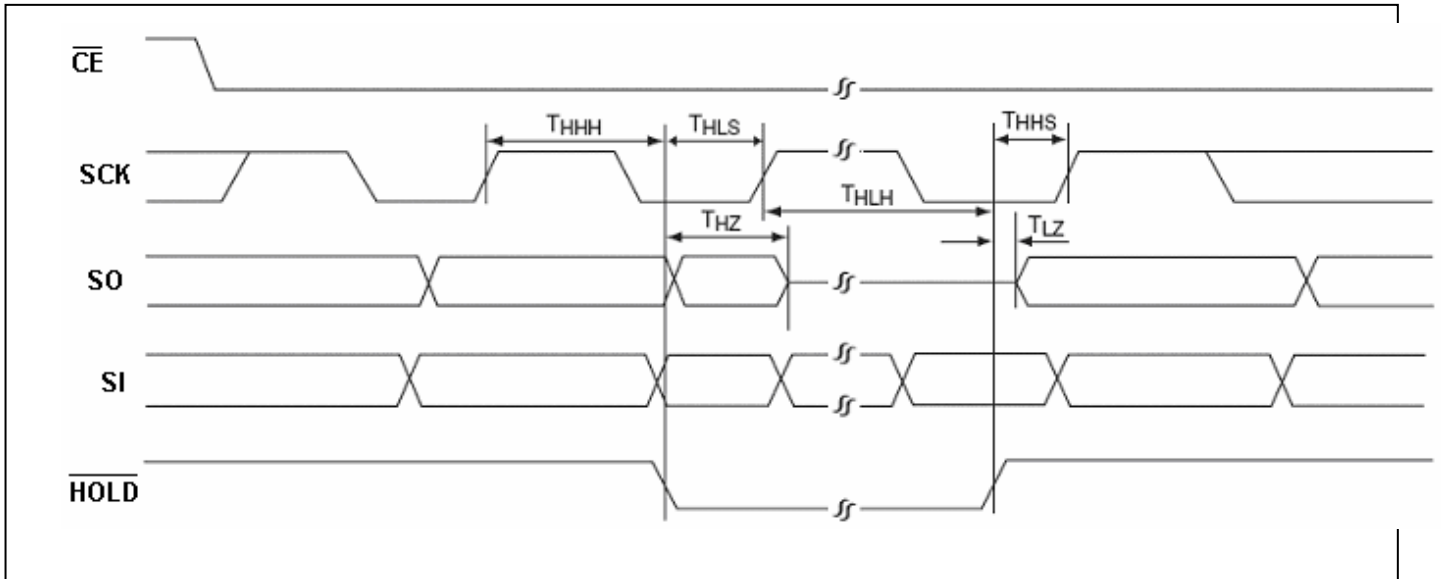 CE
THHH THLS THHS
SCK
THLH
THZ TLZ
SO
SI
HOLD